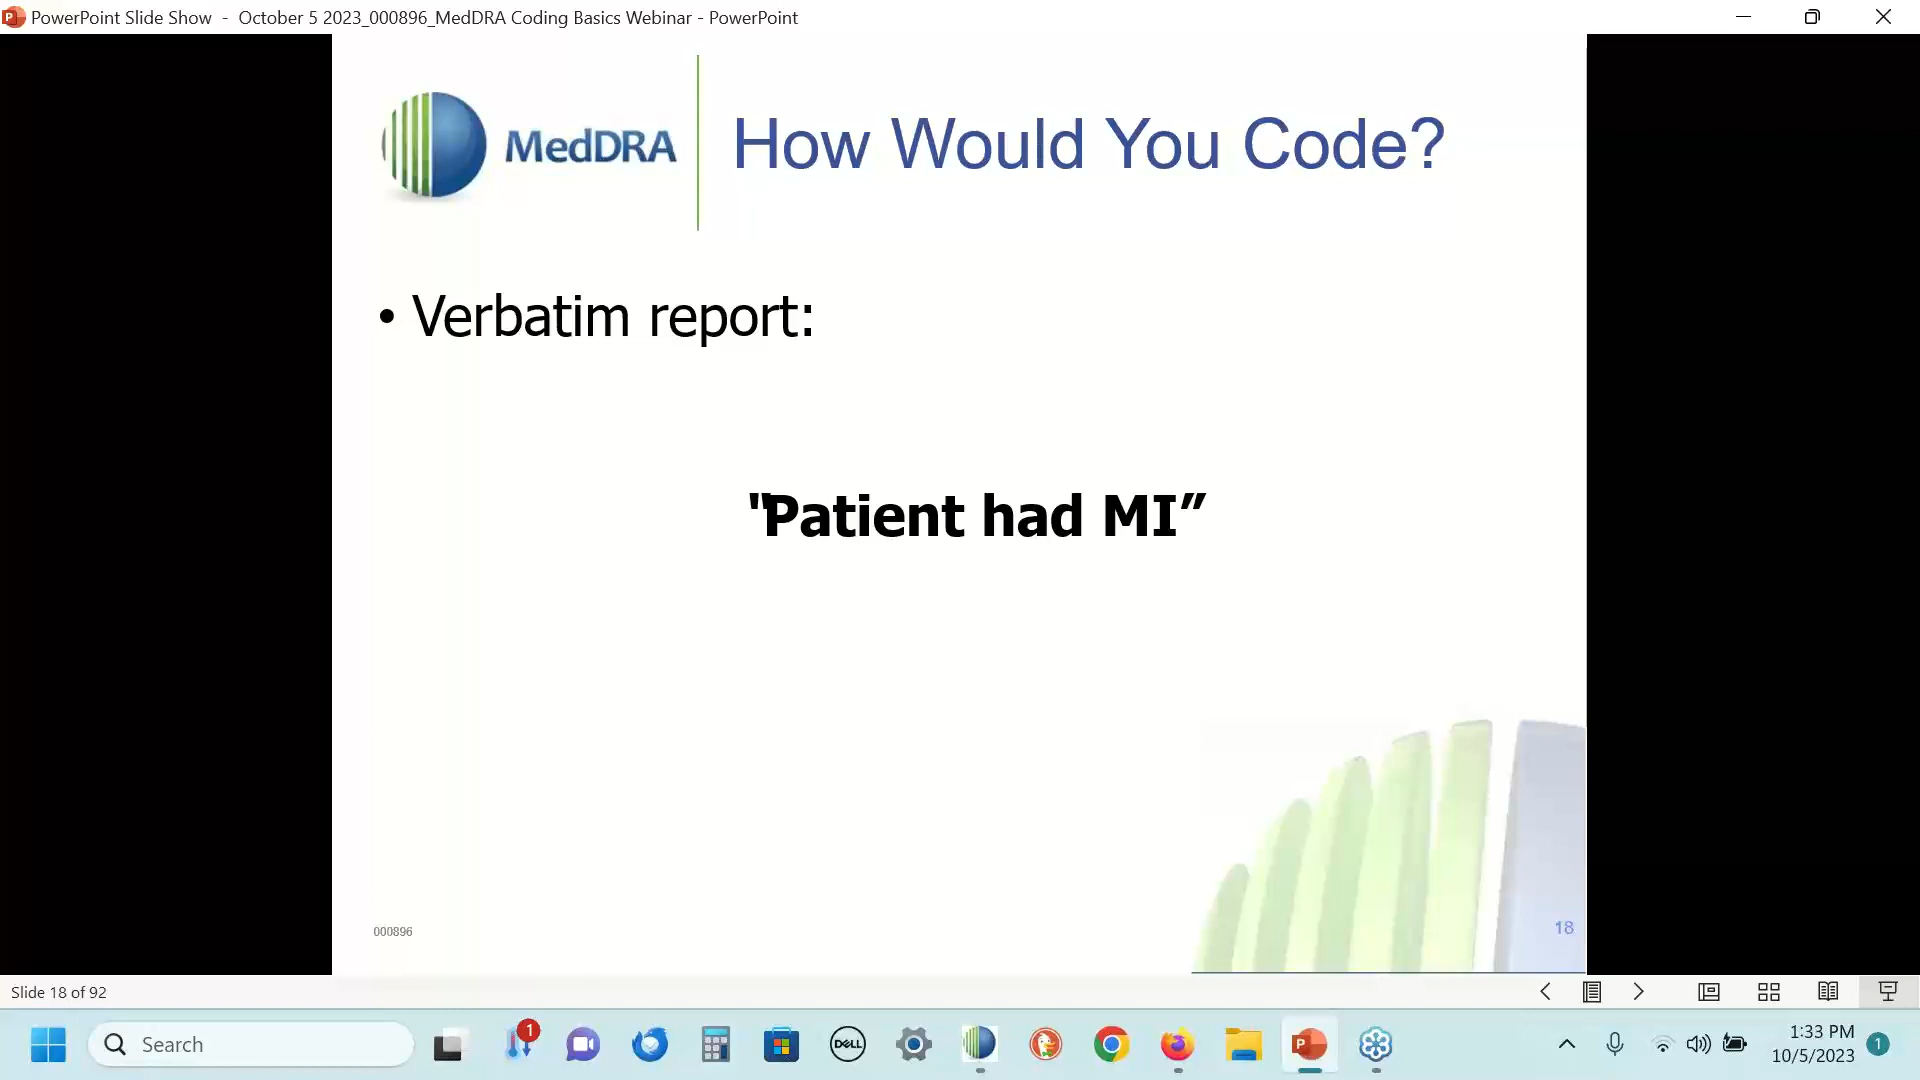 PowerPoint Slide Show - October 5 2023_000896_MedDRA Coding Basics Webinar - PowerPoint
MedDRA
How Would You Code?
• Verbatim report:
"Patient had MI”
000896
18
Slide 18 of 92
Search
1
DELL
P
1:33 PM
10/5/2023
1